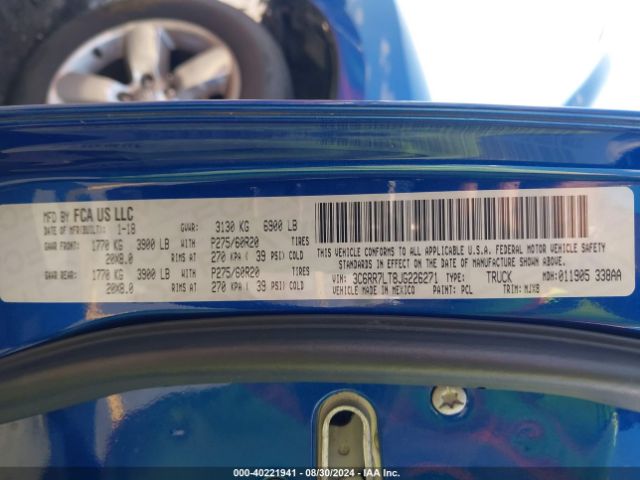 MFD BY FCA US LLC
DATE OF MFR(BUILD): 1-18 GVWR: 3130 KG 6900 LB
GAWR FRONT: 1770 KG 3900 LB WITH P275/60R20 TIRES
20X8.0 RIMS AT 270 KPA ( 39 PSI) COLD
GAWR REAR: 1770 KG 3900 LB WITH P275/60R20 TIRES
20X8.0 RIMS AT 270 KPA ( 39 PSI) COLD
THIS VEHICLE CONFORMS TO ALL APPLICABLE U.S.A. FEDERAL MOTOR VEHICLE SAFETY
STANDARDS IN EFFECT ON THE DATE OF MANUFACTURE SHOWN ABOVE.
VIN: 3C6RR7LT8JG226271 TYPE: TRUCK MDH: 011905 338AA
VEHICLE MADE IN MEXICO PAINT: PCL TRIM: MJX8
000-40221941 - 08/30/2024 - IAA Inc.